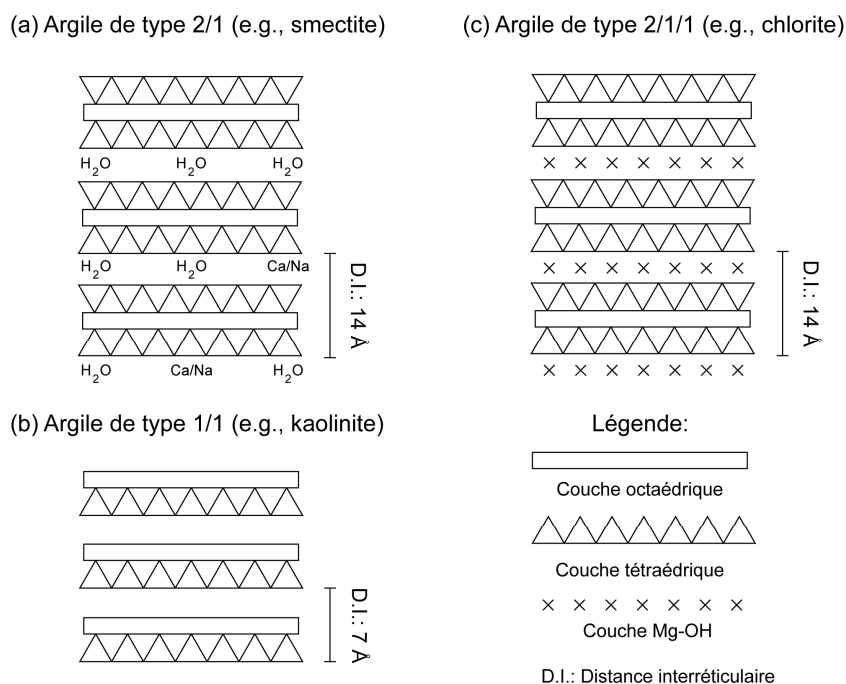 (a) Argile de type 2/1 (e.g., smectite)
H₂O H₂O H₂O
H₂O H₂O Ca/Na
D.I.: 14 Å
H₂O Ca/Na H₂O
(b) Argile de type 1/1 (e.g., kaolinite)
D.I.: 7 Å
(c) Argile de type 2/1/1 (e.g., chlorite)
D.I.: 14 Å
Légende:
Couche octaédrique
Couche tétraédrique
Couche Mg-OH
D.I.: Distance interréticulaire